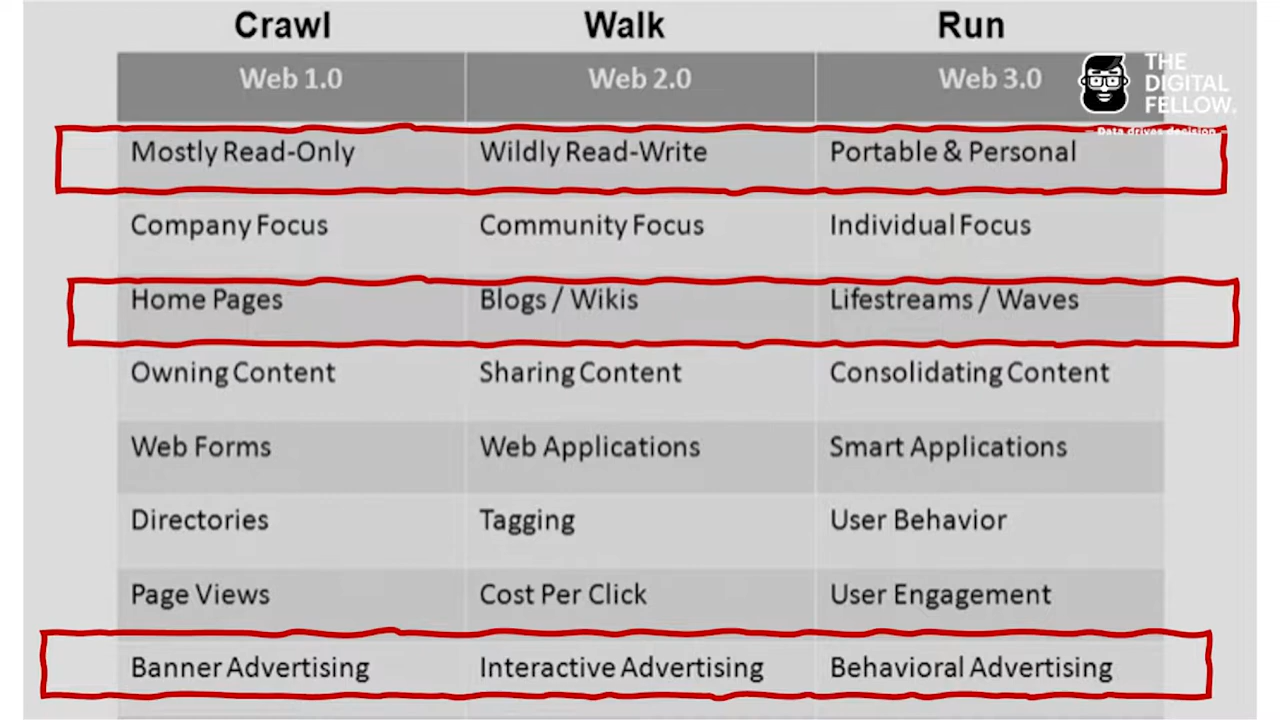 Crawl Walk Run
Web 1.0 Web 2.0 Web 3.0
THE
DIGITAL
FELLOW.
Data drives decision
Mostly Read-Only Wildly Read-Write Portable & Personal
Company Focus Community Focus Individual Focus
Home Pages Blogs / Wikis Lifestreams / Waves
Owning Content Sharing Content Consolidating Content
Web Forms Web Applications Smart Applications
Directories Tagging User Behavior
Page Views Cost Per Click User Engagement
Banner Advertising Interactive Advertising Behavioral Advertising